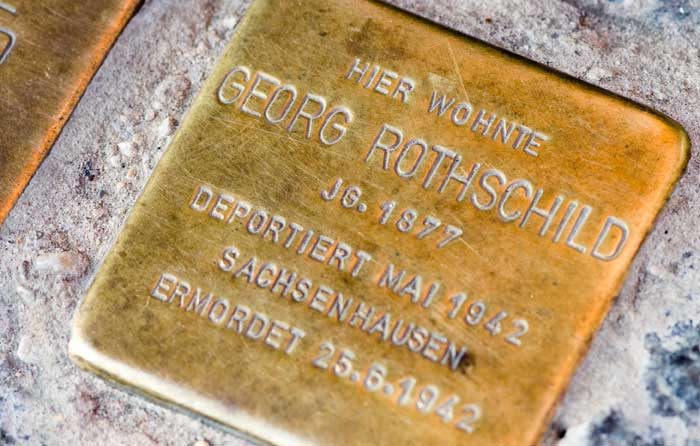 HIER WOHNTE
GEORG ROTHSCHILD
JG. 1877
DEPORTIERT MAI 1942
SACHSENHAUSEN
ERMORDET 25.6.1942